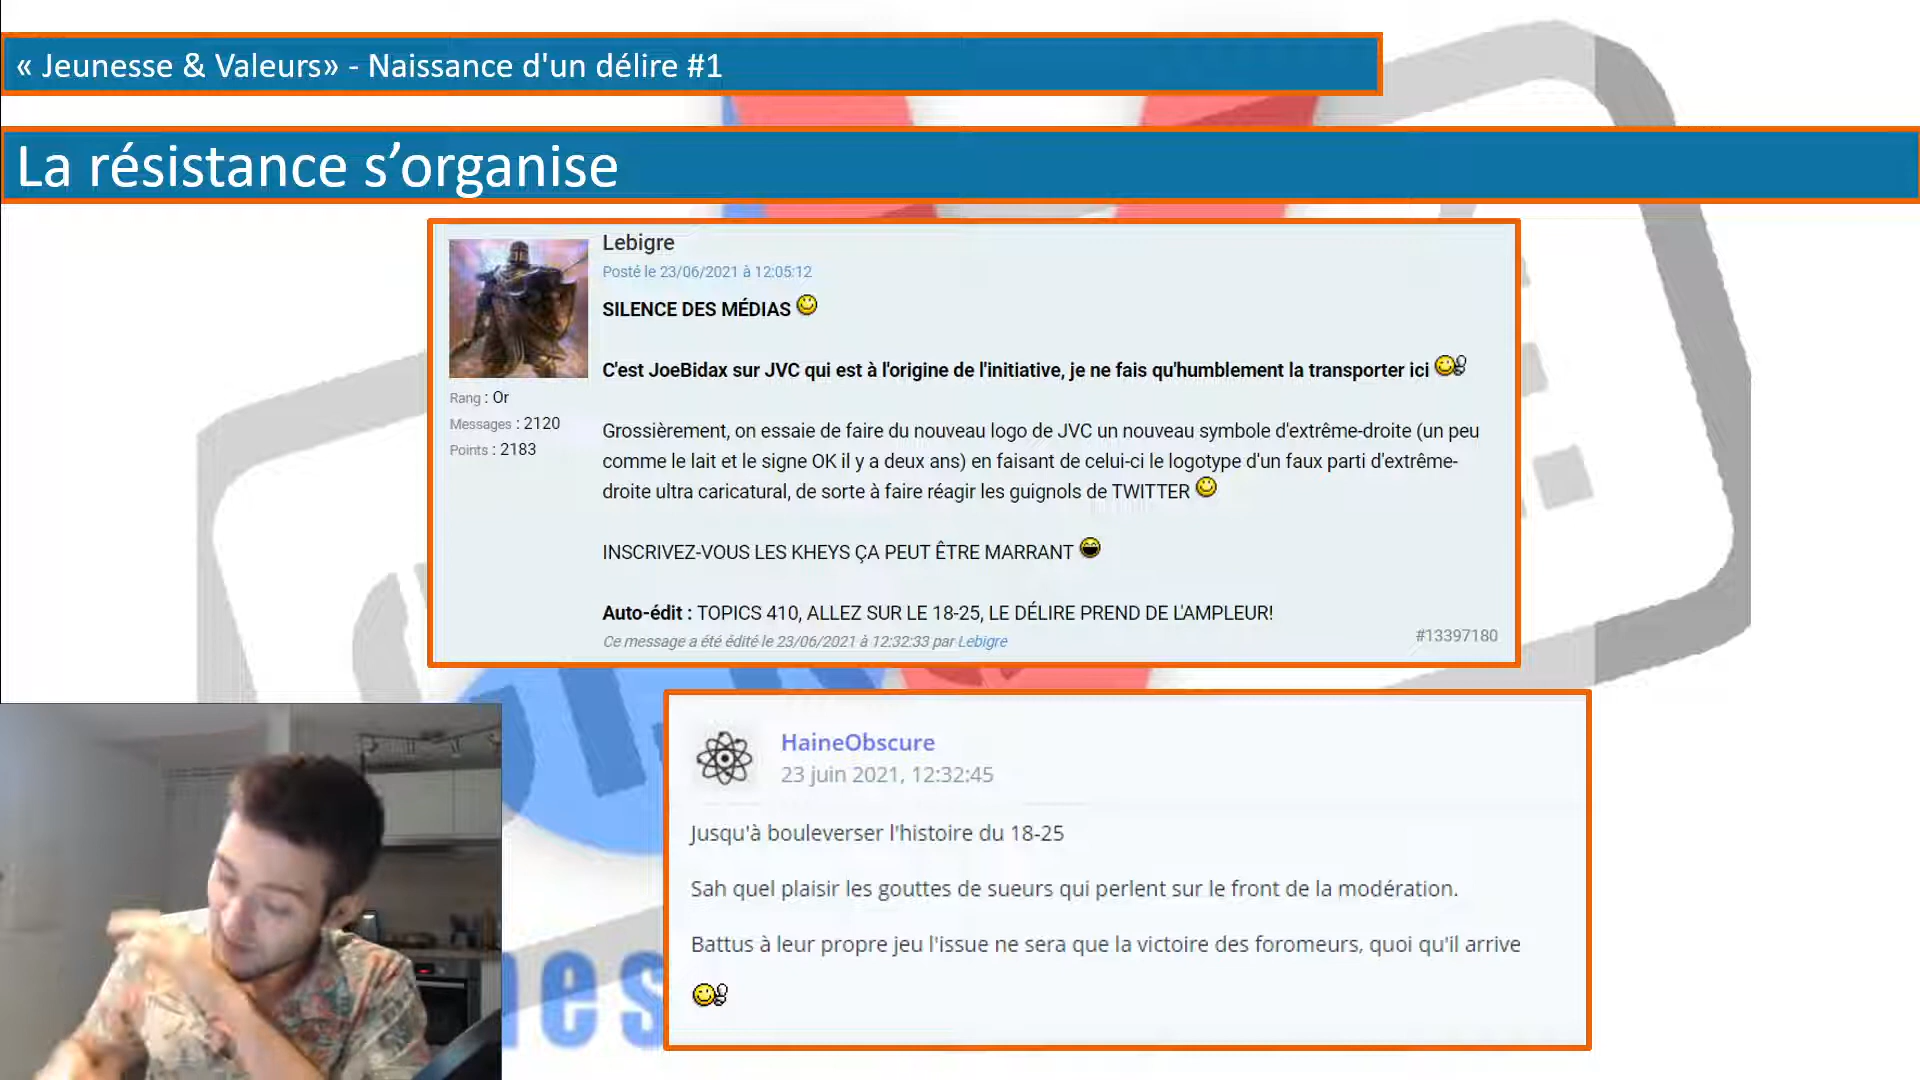 « Jeunesse & Valeurs» - Naissance d'un délire #1
La résistance s’organise
Lebigre
Posté le 23/06/2021 à 12:05:12
SILENCE DES MÉDIAS
C'est JoeBidax sur JVC qui est à l'origine de l'initiative, je ne fais qu'humblement la transporter ici
Rang : Or
Messages : 2120
Points : 2183
Grossièrement, on essaie de faire du nouveau logo de JVC un nouveau symbole d'extrême-droite (un peu
comme le lait et le signe OK il y a deux ans) en faisant de celui-ci le logotype d'un faux parti d'extrême-
droite ultra caricatural, de sorte à faire réagir les guignols de TWITTER
INSCRIVEZ-VOUS LES KHEYS ÇA PEUT ÊTRE MARRANT
Auto-édit : TOPICS 410, ALLEZ SUR LE 18-25, LE DÉLIRE PREND DE L'AMPLEUR!
Ce message a été édité le 23/06/2021 à 12:32:33 par Lebigre
#13397180
HaineObscure
23 juin 2021, 12:32:45
Jusqu'à bouleverser l'histoire du 18-25
Sah quel plaisir les gouttes de sueurs qui perlent sur le front de la modération.
Battus à leur propre jeu l'issue ne sera que la victoire des foromeurs, quoi qu'il arrive